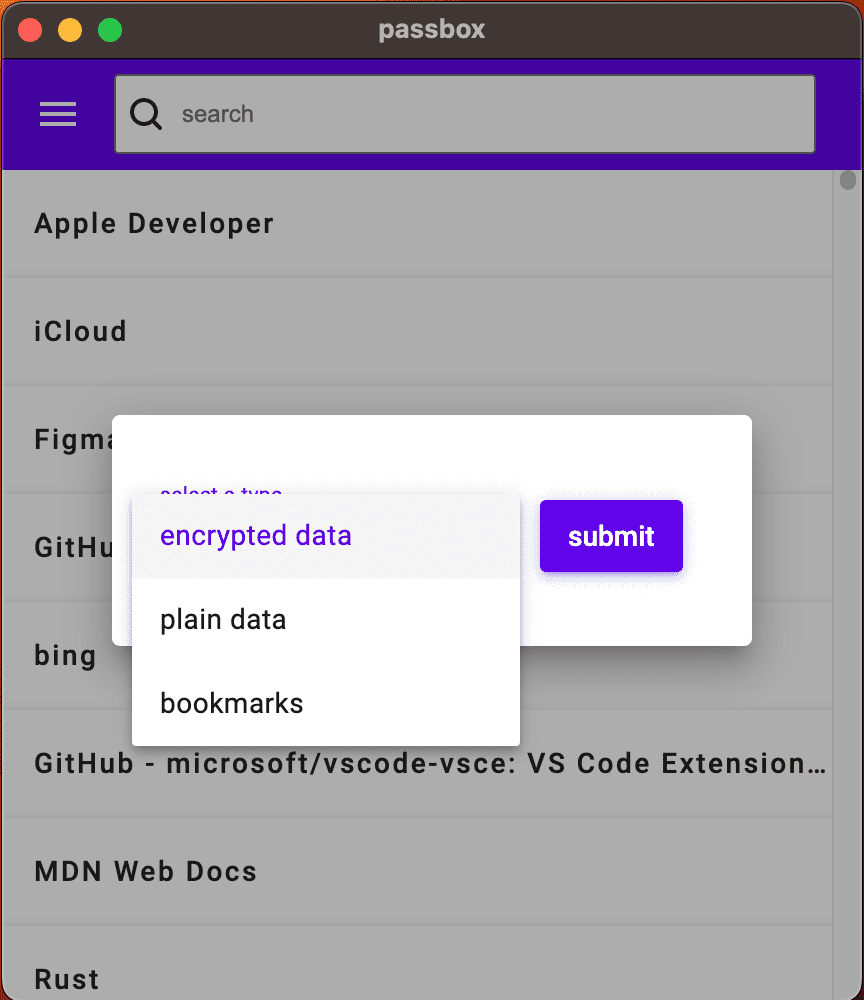 passbox
search
Apple Developer
iCloud
Figma
GitHu
select a type
encrypted data
submit
plain data
bing
bookmarks
GitHub - microsoft/vscode-vsce: VS Code Extension…
MDN Web Docs
Rust